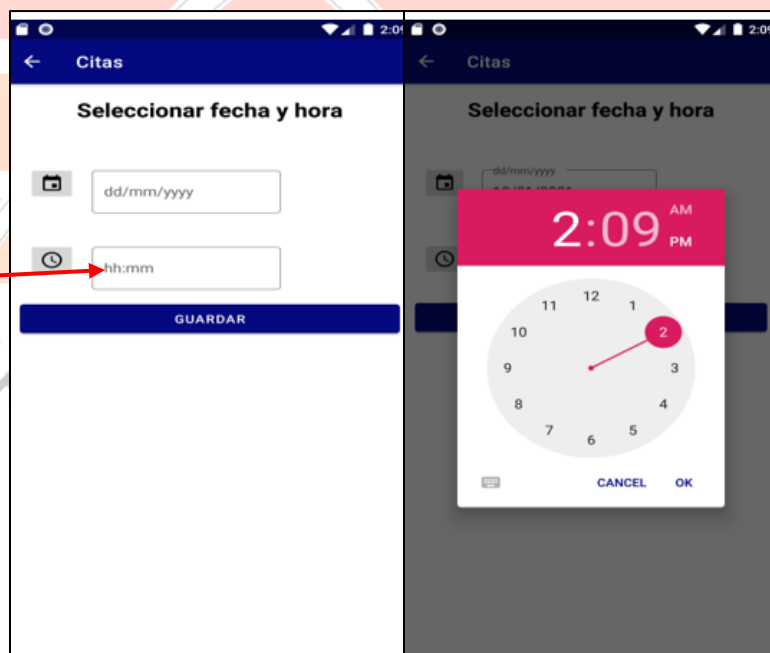 2:09
Citas
Seleccionar fecha y hora
dd/mm/yyyy
hh:mm
GUARDAR
2:09
Citas
Seleccionar fecha y hora
dd/mm/yyyy
2:09
AM
PM
12
11
1
10
2
9
3
8
4
7
5
6
CANCEL
OK